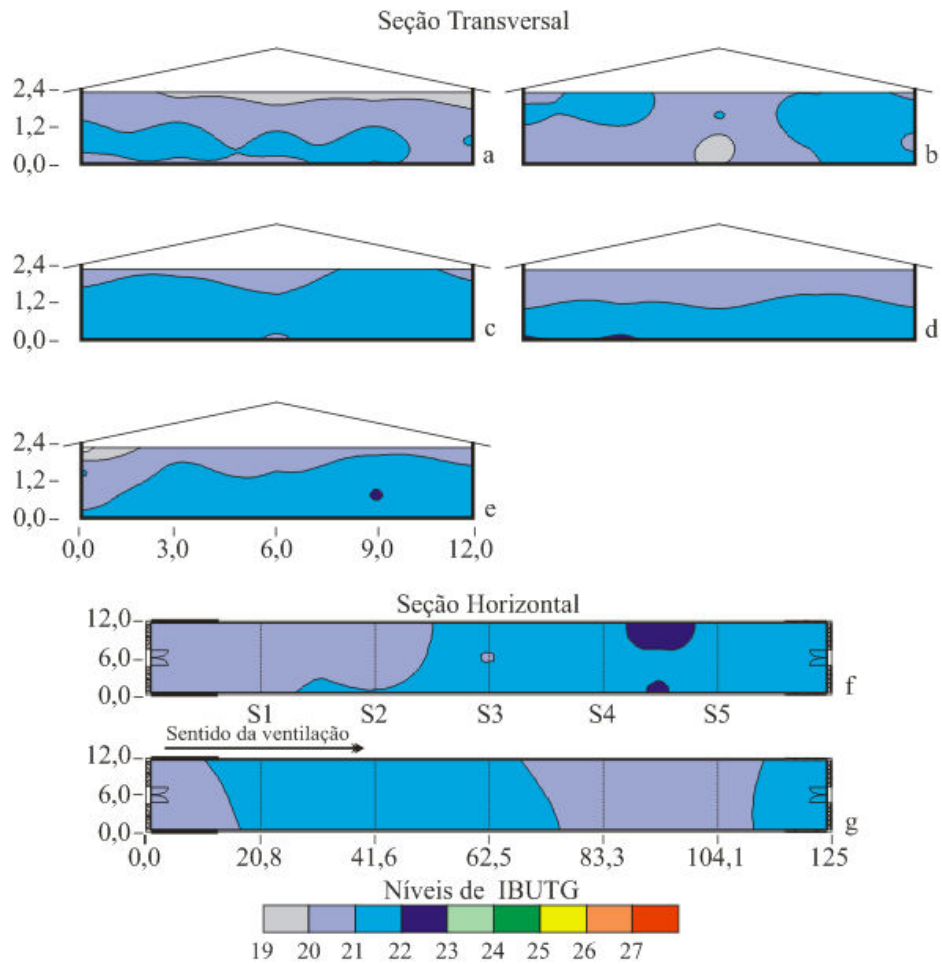 Seção Transversal
2,4
1,2
0,0
a
b
2,4
1,2
0,0
c
d
2,4
1,2
0,0
e
0,0 3,0 6,0 9,0 12,0
Seção Horizontal
12,0
6,0
0,0
f
S1 S2 S3 S4 S5
Sentido da ventilação
12,0
6,0
0,0
g
0,0 20,8 41,6 62,5 83,3 104,1 125
Níveis de IBUTG
19 20 21 22 23 24 25 26 27